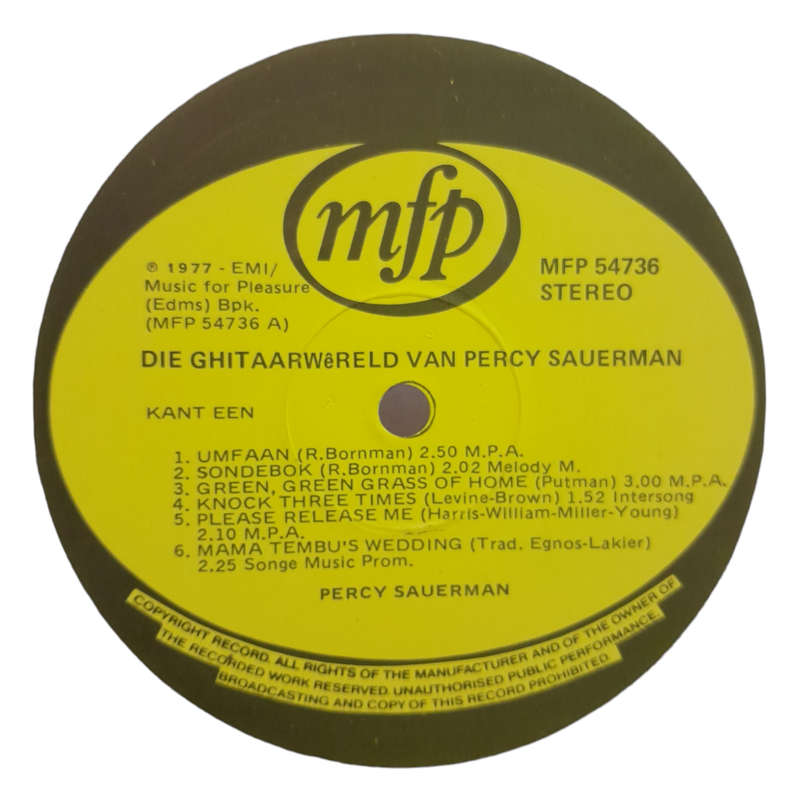 mfp
℗ 1977 - EMI/
Music for Pleasure
(Edms) Bpk.
(MFP 54736 A)
MFP 54736
STEREO
DIE GHITAARWêRELD VAN PERCY SAUERMAN
KANT EEN
1. UMFAAN (R.Bornman) 2.50 M.P.A.
2. SONDEBOK (R.Bornman) 2.02 Melody M.
3. GREEN, GREEN GRASS OF HOME (Putman) 3.00 M.P.A.
4. KNOCK THREE TIMES (Levine-Brown) 1.52 Intersong
5. PLEASE RELEASE ME (Harris-William-Miller-Young)
2.10 M.P.A.
6. MAMA TEMBU'S WEDDING (Trad. Egnos-Lakier)
2.25 Songe Music Prom.
PERCY SAUERMAN
COPYRIGHT RECORD. ALL RIGHTS OF THE MANUFACTURER AND OF THE OWNER OF
THE RECORDED WORK RESERVED. UNAUTHORISED PUBLIC PERFORMANCE
BROADCASTING AND COPY OF THIS RECORD PROHIBITED.